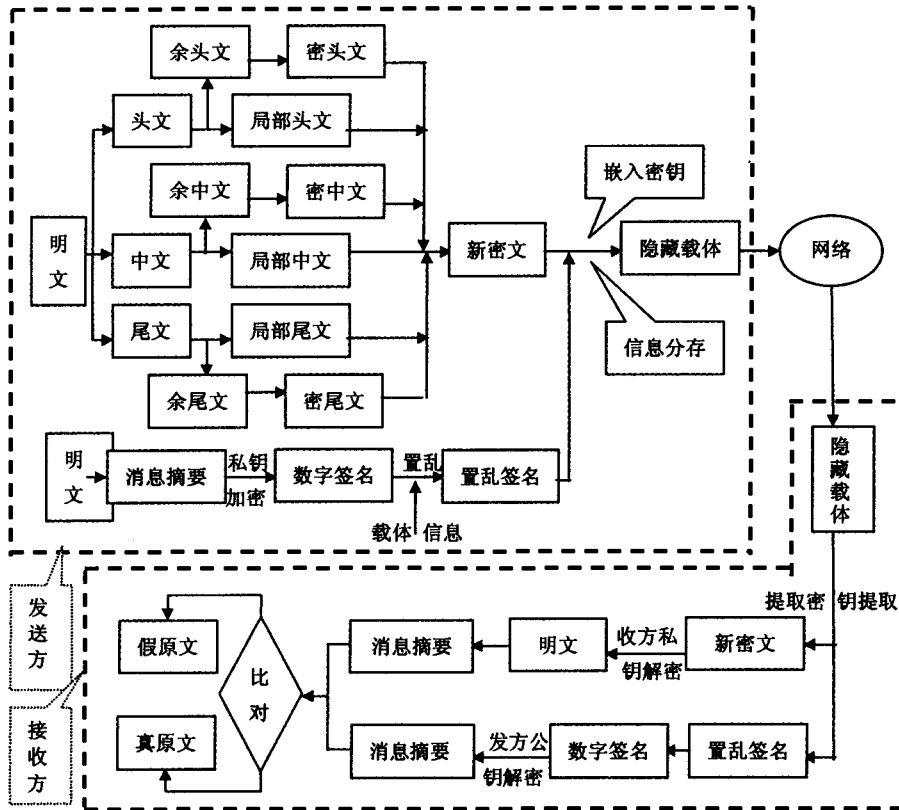 余头文
密头文
头文
局部头文
余中文
密中文
嵌入密钥
明文
中文
局部中文
新密文
隐藏载体
网络
尾文
局部尾文
信息分存
余尾文
密尾文
明文
消息摘要
私钥
加密
数字签名
置乱
置乱签名
载体 信息
隐藏载体
发送方
提取密 钥提取
假原文
消息摘要
明文
收方私
钥解密
新密文
比对
接收方
真原文
消息摘要
发方公
钥解密
数字签名
置乱签名